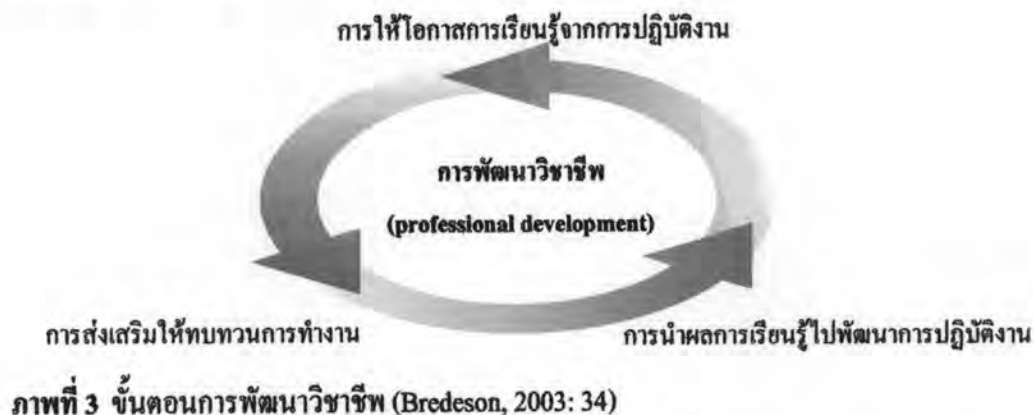 การให้โอกาสการเรียนรู้จากการปฏิบัติงาน
การพัฒนาวิชาชีพ
(professional development)
การส่งเสริมให้ทบทวนการทำงาน
การนำผลการเรียนรู้ไปพัฒนาการปฏิบัติงาน
ภาพที่ 3 ขั้นตอนการพัฒนาวิชาชีพ (Bredeson, 2003: 34)